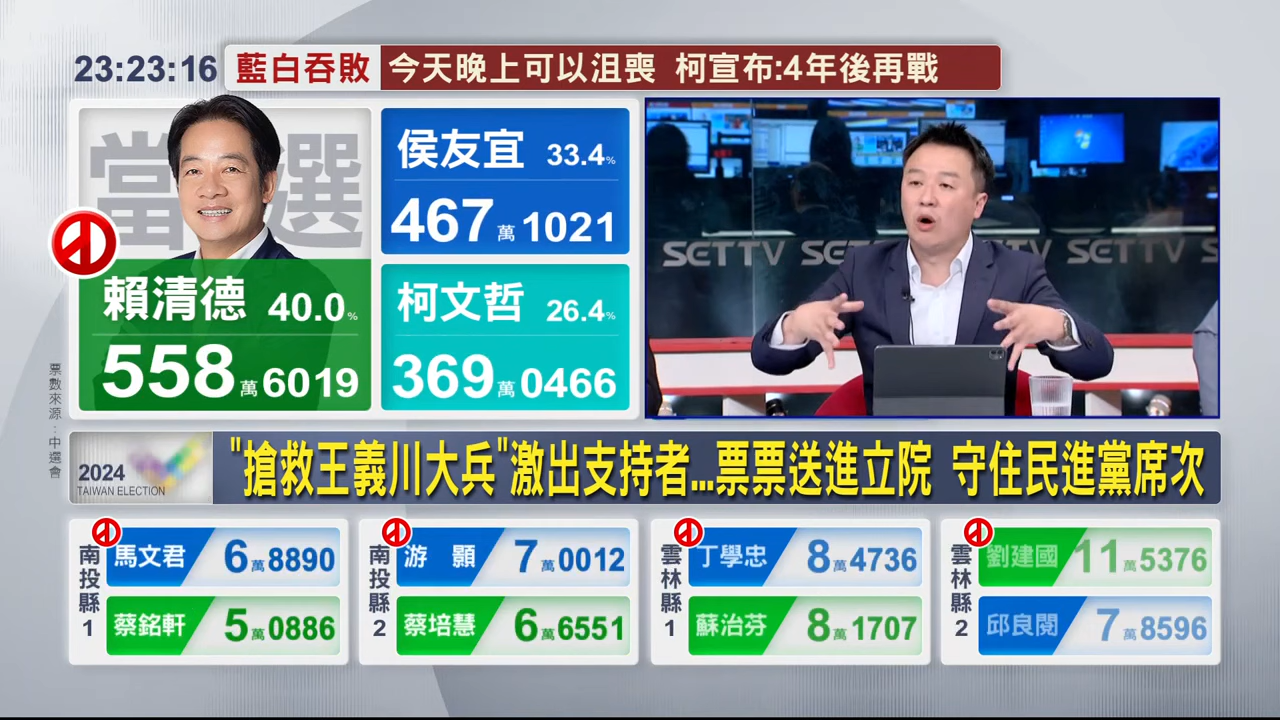 23:23:16 藍白吞敗 今天晚上可以沮喪 柯宣布:4年後再戰
當選
賴清德 40.0%
558萬6019
侯友宜 33.4%
467萬1021
柯文哲 26.4%
369萬0466
SETTV SETTV SETTV S
票數來源:中選會
2024
TAIWAN ELECTION
"搶救王義川大兵"激出支持者...票票送進立院 守住民進黨席次
南投縣1
馬文君 6萬8890
蔡銘軒 5萬0886
南投縣2
游顥 7萬0012
蔡培慧 6萬6551
雲林縣1
丁學忠 8萬4736
蘇治芬 8萬1707
雲林縣2
劉建國 11萬5376
邱良閱 7萬8596